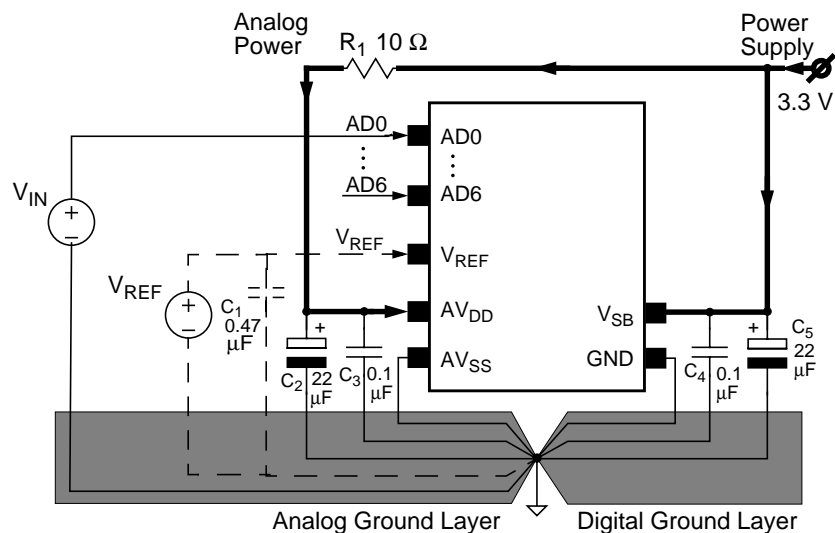 Analog
Power
R1 10 Ω
Power
Supply
3.3 V
AD0
AD0
AD6
AD6
VIN
VREF
VREF
VREF
C1
0.47
μF
AVDD
VSB
+
+
C5
22
μF
AVSS
GND
C2
22
μF
C3
0.1
μF
C4
0.1
μF
Analog Ground Layer
Digital Ground Layer